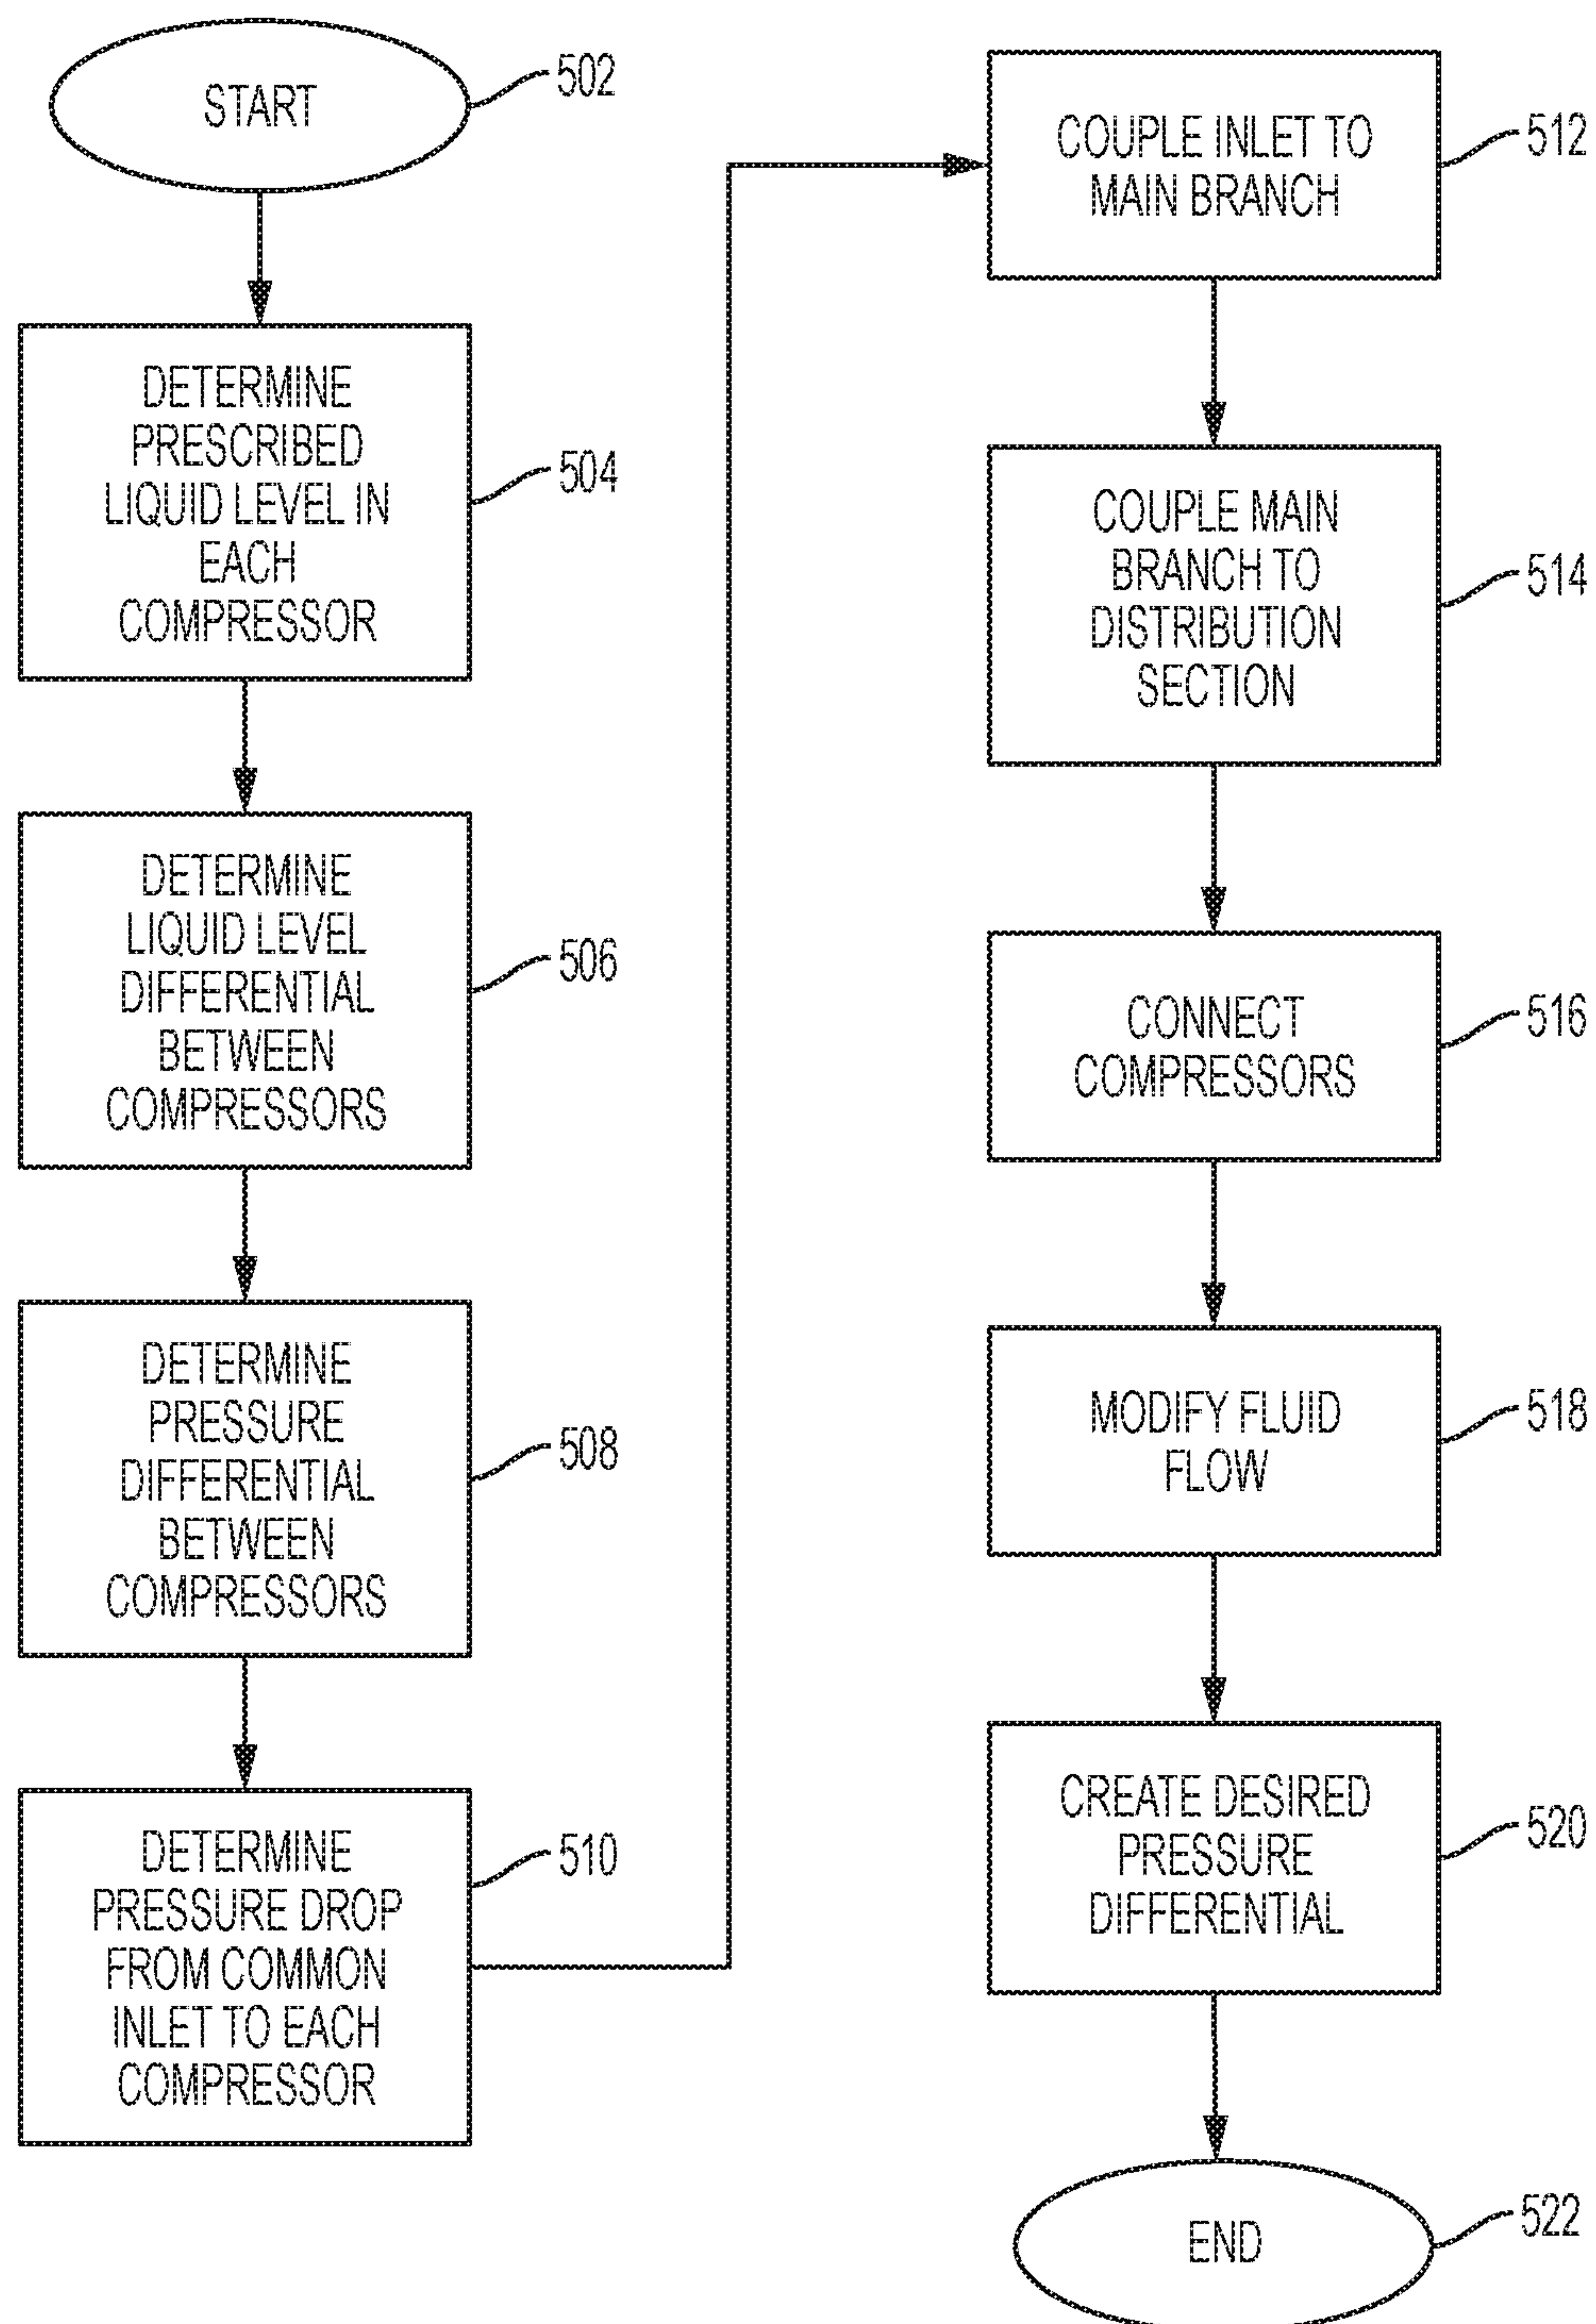 START
502
DETERMINE
PRESCRIBED
LIQUID LEVEL IN
EACH
COMPRESSOR
504
DETERMINE
LIQUID LEVEL
DIFFERENTIAL
BETWEEN
COMPRESSORS
506
DETERMINE
PRESSURE
DIFFERENTIAL
BETWEEN
COMPRESSORS
508
DETERMINE
PRESSURE DROP
FROM COMMON
INLET TO EACH
COMPRESSOR
510
COUPLE INLET TO
MAIN BRANCH
512
COUPLE MAIN
BRANCH TO
DISTRIBUTION
SECTION
514
CONNECT
COMPRESSORS
516
MODIFY FLUID
FLOW
518
CREATE DESIRED
PRESSURE
DIFFERENTIAL
520
END
522